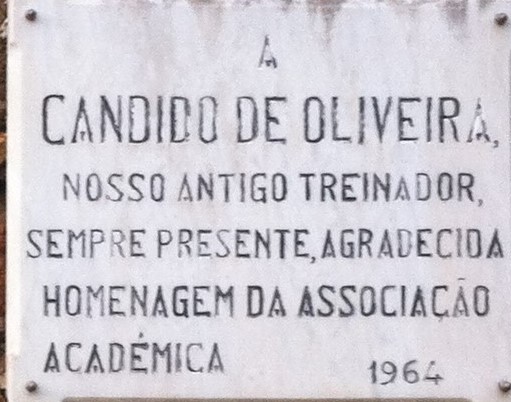 A
CANDIDO DE OLIVEIRA,
NOSSO ANTIGO TREINADOR,
SEMPRE PRESENTE, AGRADECIDA
HOMENAGEM DA ASSOCIAÇÃO
ACADÉMICA 1964